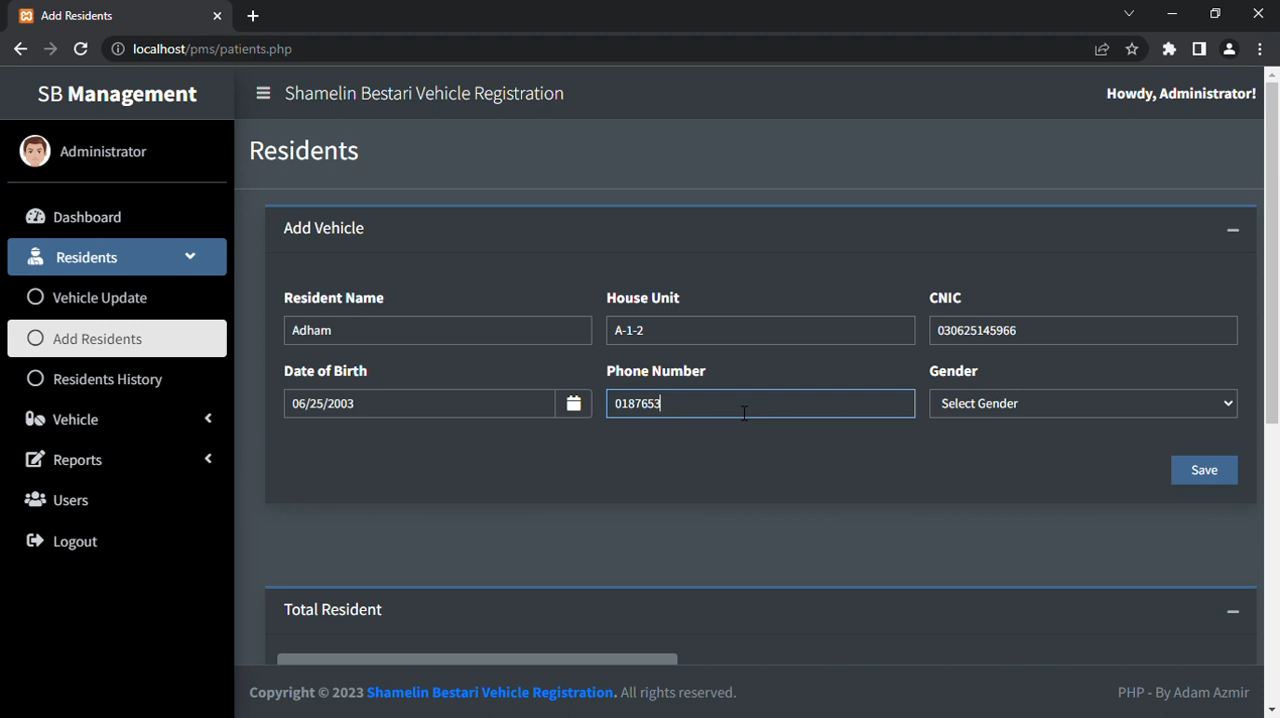 Add Residents
localhost/pms/patients.php
SB Management
Shamelin Bestari Vehicle Registration
Howdy, Administrator!
Administrator
Residents
Dashboard
Residents
Vehicle Update
Add Residents
Residents History
Vehicle
Reports
Users
Logout
Add Vehicle
Resident Name
House Unit
CNIC
Adham
A-1-2
030625145966
Date of Birth
Phone Number
Gender
06/25/2003
0187653
Select Gender
Save
Total Resident
Copyright © 2023 Shamelin Bestari Vehicle Registration. All rights reserved.
PHP - By Adam Azmir